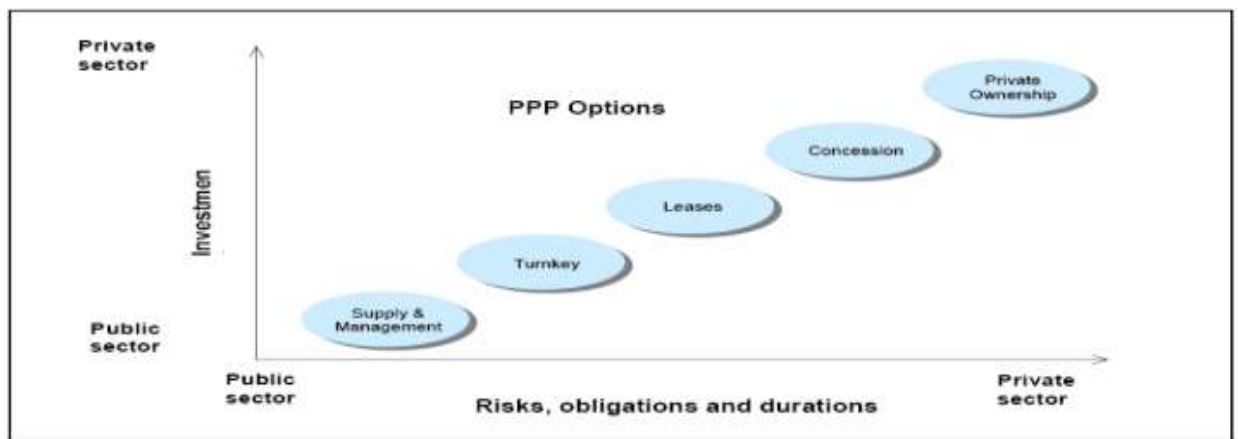 Private
sector
PPP Options
Private
Ownership
Concession
Leases
Turnkey
Supply &
Management
Investmen
Public
sector
Public
sector
Private
sector
Risks, obligations and durations